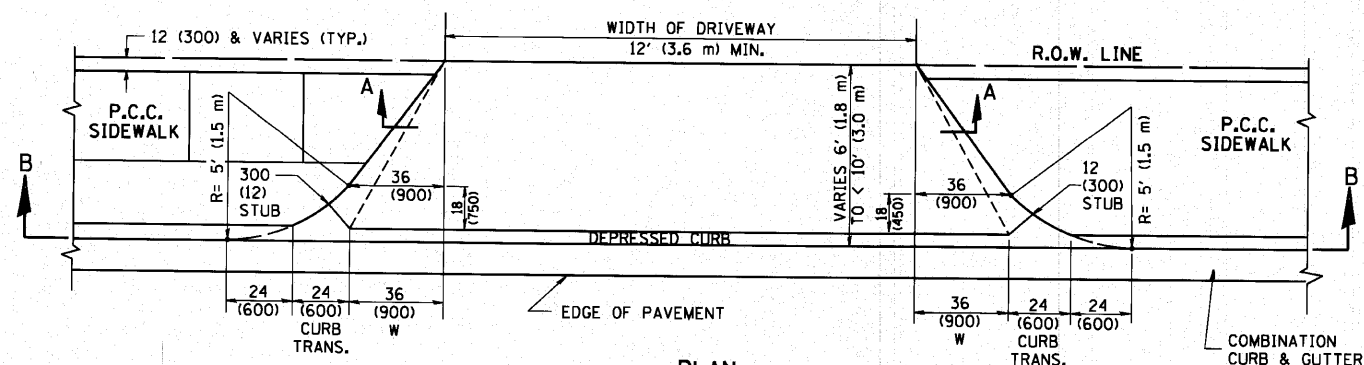 12 (300) & VARIES (TYP.)
WIDTH OF DRIVEWAY
12' (3.6 m) MIN.
R.O.W. LINE
P.C.C.
SIDEWALK
R= 5' (1.5 m)
A
VARIES 6' (1.8 m)
TO < 10' (3.0 m)
A
P.C.C.
SIDEWALK
R= 5' (1.5 m)
B
300
(12)
STUB
36
(900)
18
(750)
36
(900)
18
(450)
12
(300)
STUB
B
DEPRESSED CURB
24
(600)
24
(600)
CURB
TRANS.
36
(900)
W
EDGE OF PAVEMENT
36
(900)
W
24
(600)
CURB
TRANS.
24
(600)
COMBINATION
CURB & GUTTER